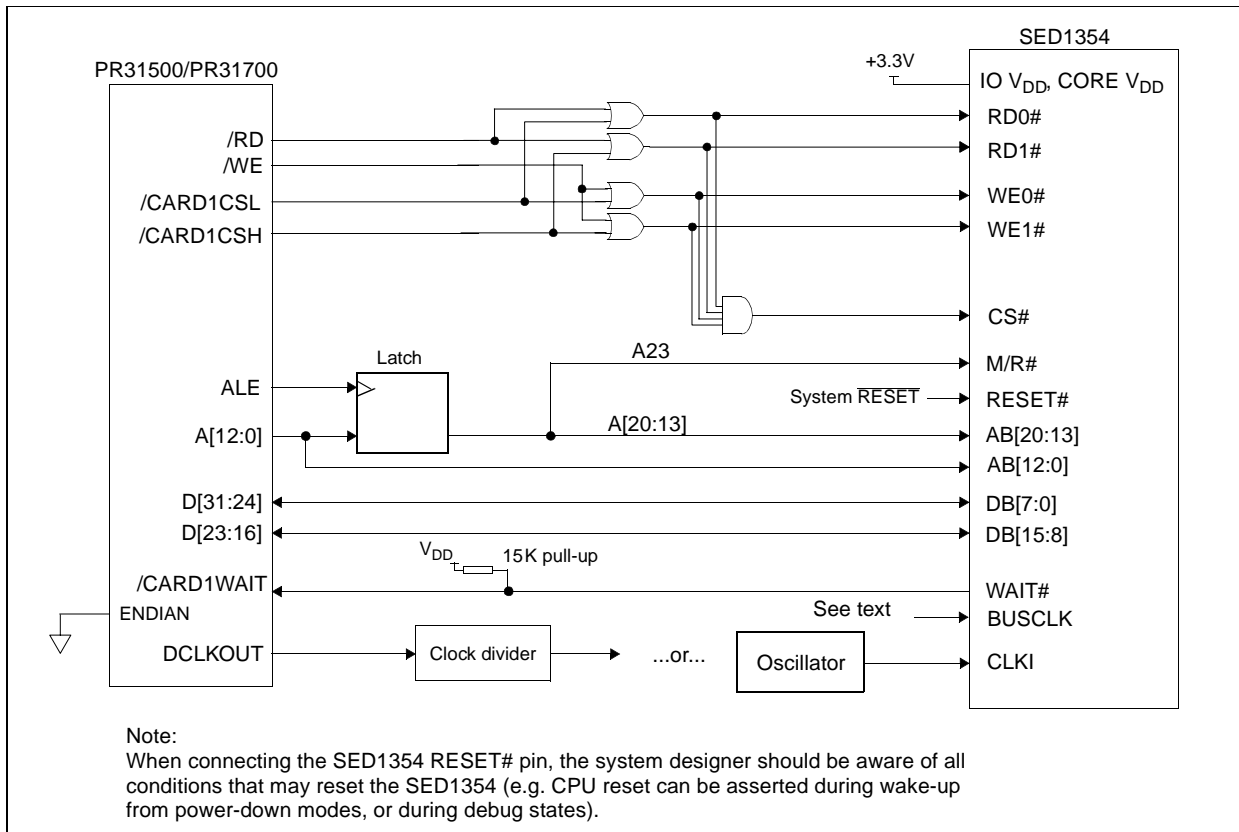 SED1354
PR31500/PR31700
+3.3V
IO VDD, CORE VDD
/RD
RD0#
/WE
RD1#
/CARD1CSL
WE0#
/CARD1CSH
WE1#
CS#
Latch
A23
M/R#
ALE
System RESET
RESET#
A[12:0]
A[20:13]
AB[20:13]
AB[12:0]
D[31:24]
DB[7:0]
D[23:16]
DB[15:8]
VDD
15K pull-up
/CARD1WAIT
WAIT#
ENDIAN
See text
BUSCLK
DCLKOUT
Clock divider
...or...
Oscillator
CLKI
Note:
When connecting the SED1354 RESET# pin, the system designer should be aware of all
conditions that may reset the SED1354 (e.g. CPU reset can be asserted during wake-up
from power-down modes, or during debug states).